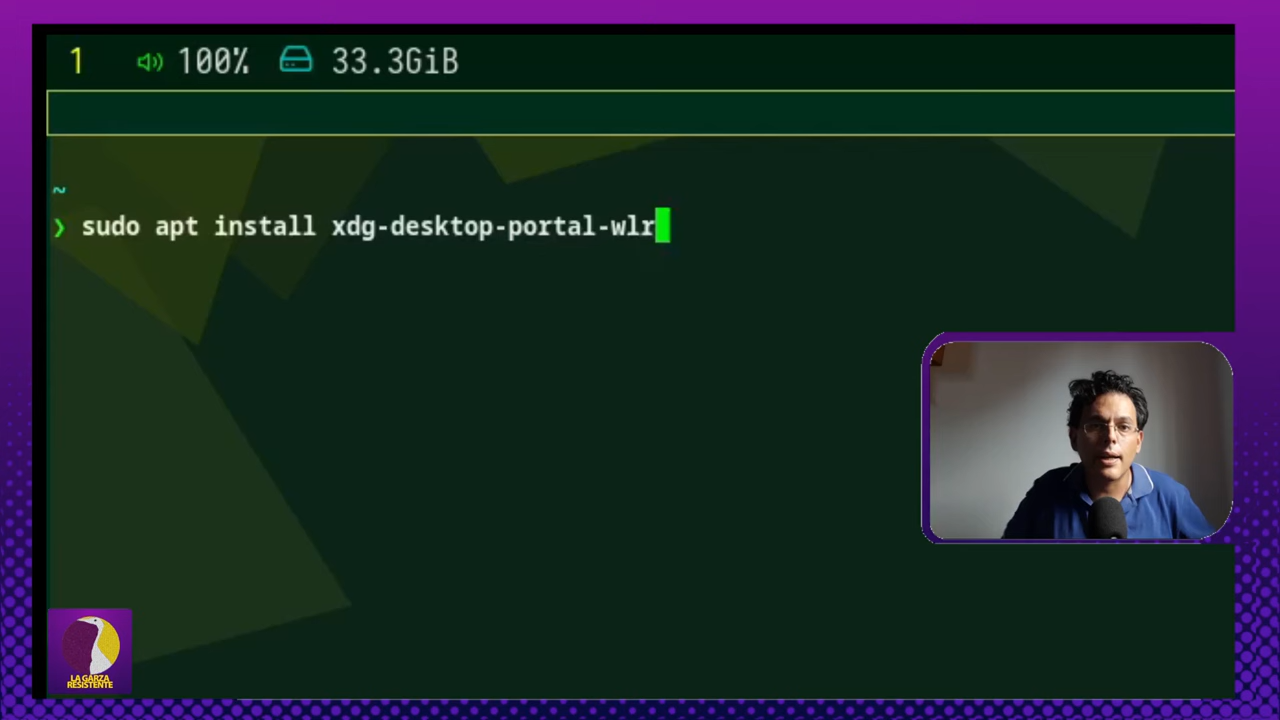 1 100% 33.3GiB
~
❯ sudo apt install xdg-desktop-portal-wlr
LA GARZA
RESISTENTE